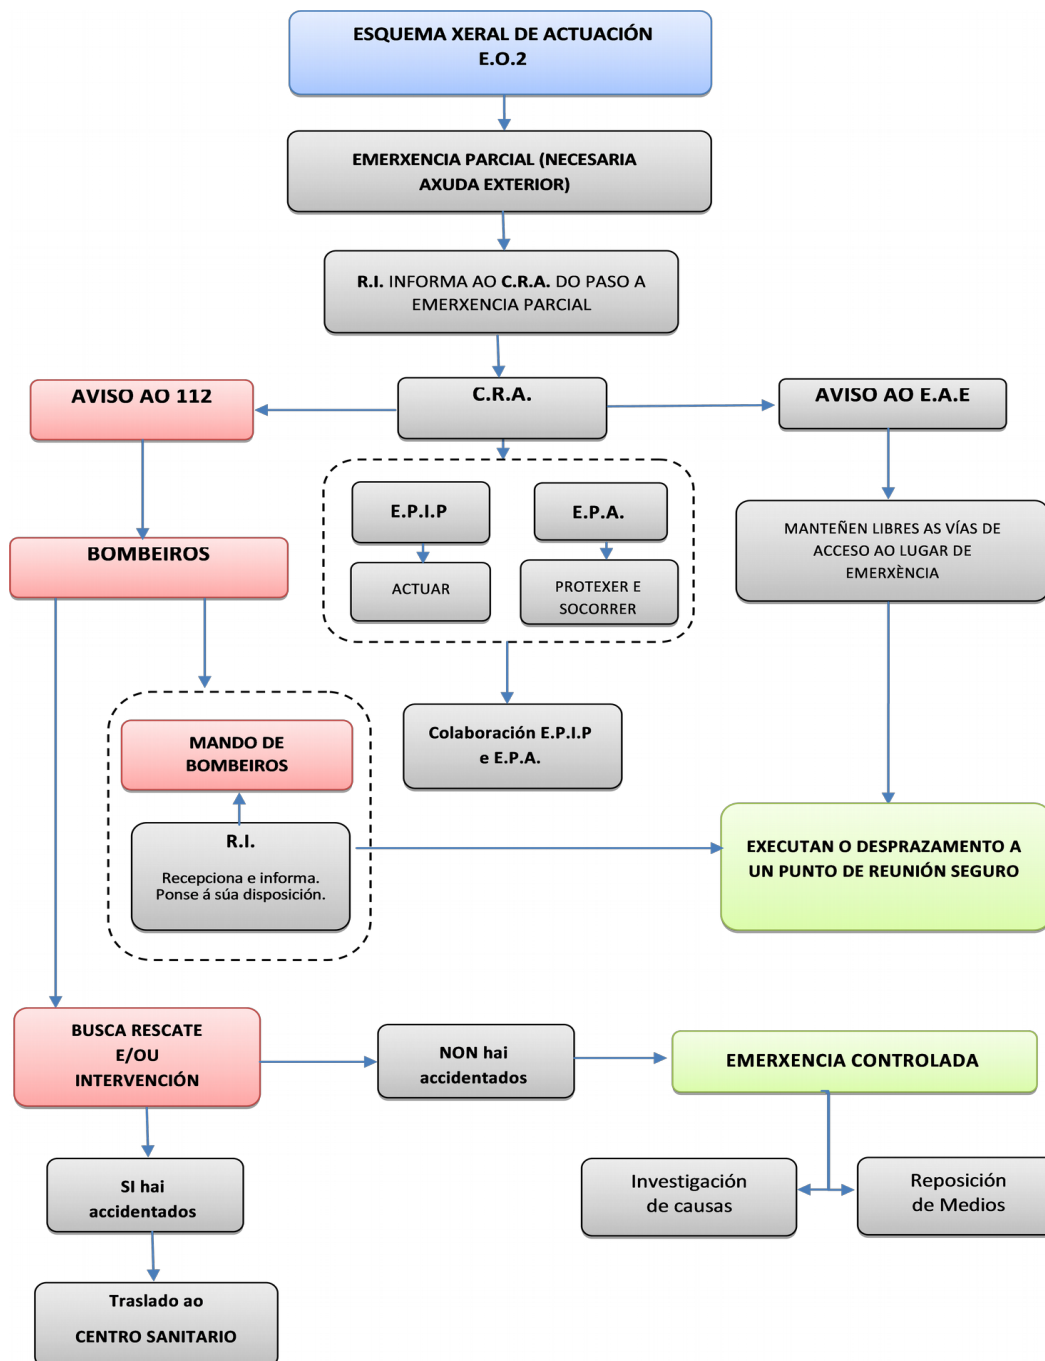 ESQUEMA XERAL DE ACTUACIÓN
E.O.2
EMERXENCIA PARCIAL (NECESARIA
AXUDA EXTERIOR)
R.I. INFORMA AO C.R.A. DO PASO A
EMERXENCIA PARCIAL
AVISO AO 112
C.R.A.
AVISO AO E.A.E
E.P.I.P
E.P.A.
MANTEÑEN LIBRES AS VÍAS DE
ACCESO AO LUGAR DE
EMERXÈNCIA
BOMBEIROS
ACTUAR
PROTEXER E
SOCORRER
MANDO DE
BOMBEIROS
Colaboración E.P.I.P
e E.P.A.
R.I.
Recepciona e informa.
Ponse á súa disposición.
EXECUTAN O DESPRAZAMENTO A
UN PUNTO DE REUNIÓN SEGURO
BUSCA RESCATE
E/OU
INTERVENCIÓN
NON hai
accidentados
EMERXENCIA CONTROLADA
SI hai
accidentados
Investigación
de causas
Reposición
de Medios
Traslado ao
CENTRO SANITARIO